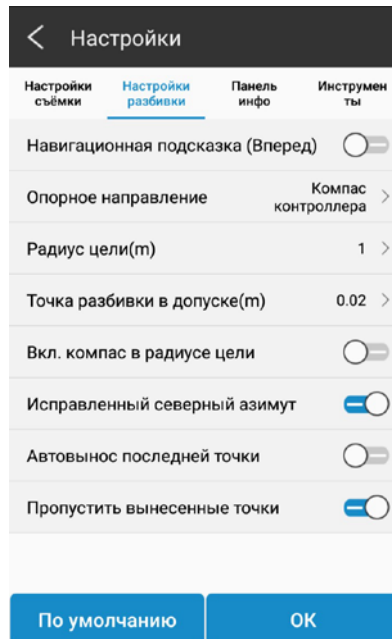 Настройки
Настройки
съёмки
Настройки
разбивки
Панель
инфо
Инструмен
ты
Навигационная подсказка (Вперед)
Опорное направление
Компас
контроллера
Радиус цели(m)
1
Точка разбивки в допуске(m)
0.02
Вкл. компас в радиусе цели
Исправленный северный азимут
Автовынос последней точки
Пропустить вынесенные точки
По умолчанию
ОК